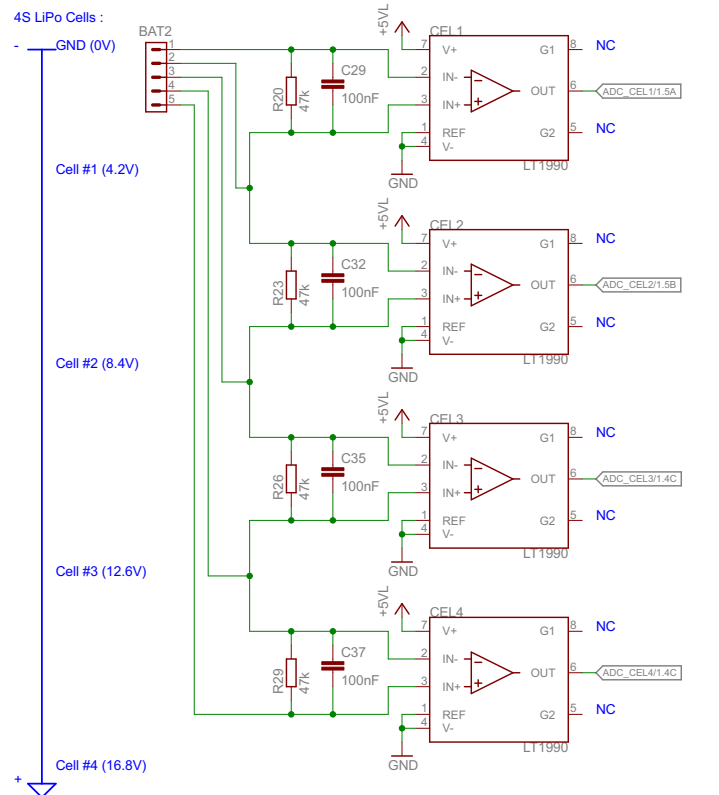 4S LiPo Cells :
- GND (0V)
BAT2
1
2
3
4
5
+5VL
CEL1
R20
47k
C29
100nF
7 V+
G1 8 NC
2 IN-
OUT 6 ADC_CEL1/1.5A
3 IN+
1 REF
G2 5 NC
4 V-
LT1990
GND
Cell #1 (4.2V)
+5VL
CEL2
R23
47k
C32
100nF
7 V+
G1 8 NC
2 IN-
OUT 6 ADC_CEL2/1.5B
3 IN+
1 REF
G2 5 NC
4 V-
LT1990
GND
Cell #2 (8.4V)
+5VL
CEL3
R26
47k
C35
100nF
7 V+
G1 8 NC
2 IN-
OUT 6 ADC_CEL3/1.4C
3 IN+
1 REF
G2 5 NC
4 V-
LT1990
GND
Cell #3 (12.6V)
+5VL
CEL4
R29
47k
C37
100nF
7 V+
G1 8 NC
2 IN-
OUT 6 ADC_CEL4/1.4C
3 IN+
1 REF
G2 5 NC
4 V-
LT1990
GND
Cell #4 (16.8V)
+